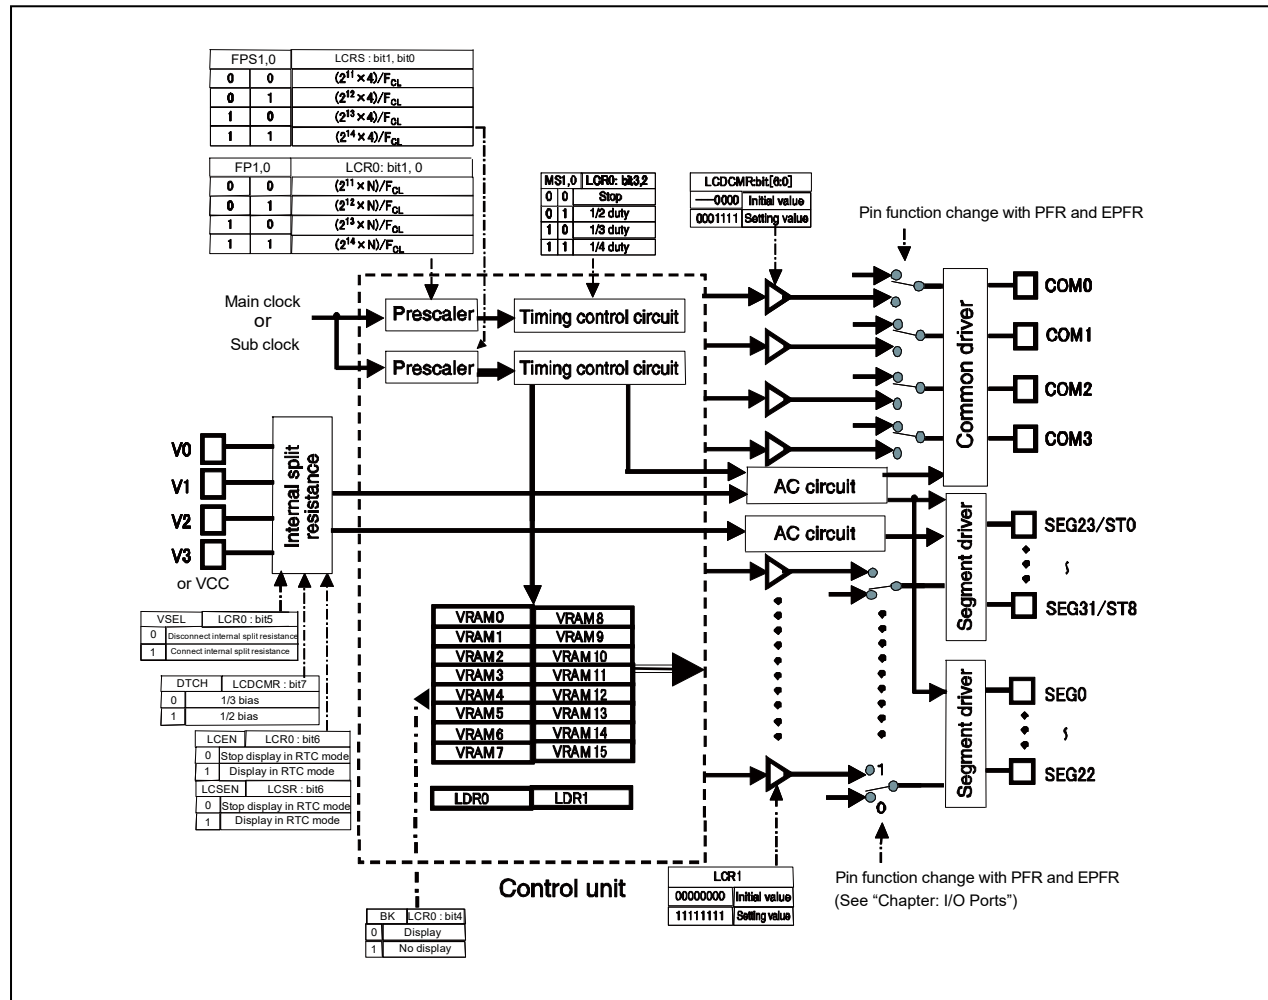 FPS1,0 LCRS : bit1, bit0
0 0 (2^11 × 4)/F_CL
0 1 (2^12 × 4)/F_CL
1 0 (2^13 × 4)/F_CL
1 1 (2^14 × 4)/F_CL
FP1,0 LCR0: bit1, 0
0 0 (2^11 × N)/F_CL
0 1 (2^12 × N)/F_CL
1 0 (2^13 × N)/F_CL
1 1 (2^14 × N)/F_CL
MS1,0 LCR0: bit3,2
0 0 Stop
0 1 1/2 duty
1 0 1/3 duty
1 1 1/4 duty
LCDCMR:bit[6:0]
—0000 Initial value
0001111 Setting value
Pin function change with PFR and EPFR
Main clock
or
Sub clock
Prescaler
Timing control circuit
Prescaler
Timing control circuit
Common driver
COM0
COM1
COM2
COM3
V0
V1
V2
V3
or VCC
Internal split
resistance
AC circuit
AC circuit
Segment driver
SEG23/ST0
~
SEG31/ST8
VSEL LCR0 : bit5
0 Disconnect internal split resistance
1 Connect internal split resistance
DTCH LCDCMR : bit7
0 1/3 bias
1 1/2 bias
LCEN LCR0 : bit6
0 Stop display in RTC mode
1 Display in RTC mode
LCSEN LCSR : bit6
0 Stop display in RTC mode
1 Display in RTC mode
VRAM0 VRAM8
VRAM1 VRAM9
VRAM2 VRAM10
VRAM3 VRAM11
VRAM4 VRAM12
VRAM5 VRAM13
VRAM6 VRAM14
VRAM7 VRAM15
LDR0 LDR1
Segment driver
SEG0
~
SEG22
1
0
Control unit
BK LCR0 : bit4
0 Display
1 No display
LCR1
00000000 Initial value
11111111 Setting value
Pin function change with PFR and EPFR
(See “Chapter: I/O Ports”)